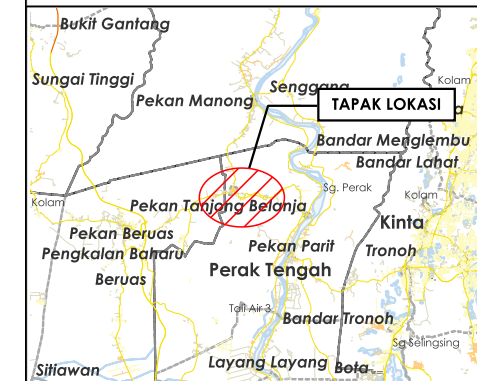 Bukit Gantang
Sungai Tinggi
Senggang
Kolam
Pekan Manong
TAPAK LOKASI
a
Bandar Menglembu
Bandar Lahat
Sg. Perak
Kolam
Kolam
Pekan Tanjong Belanja
Kinta
Pekan Beruas
Pekan Parit
Tronoh
Pengkalan Baharu
Perak Tengah
Beruas
Tali Air 3
Bandar Tronoh
Sg Selingsing
Layang Layang
Bota
Sitiawan